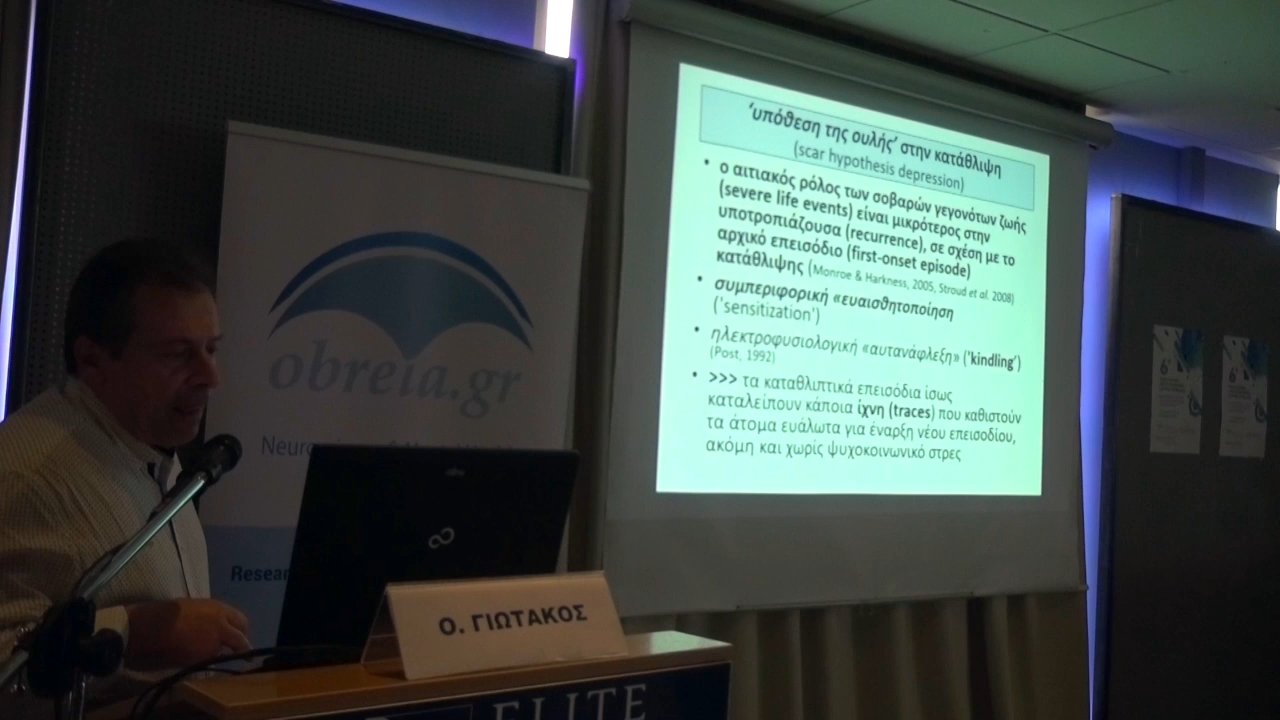 ‘υπόθεση της ουλής’ στην κατάθλιψη
(scar hypothesis depression)
• ο αιτιακός ρόλος των σοβαρών γεγονότων ζωής
(severe life events) είναι μικρότερος στην
υποτροπιάζουσα (recurrence), σε σχέση με το
αρχικό επεισόδιο (first-onset episode)
κατάθλιψης (Monroe & Harkness, 2005, Stroud et al. 2008)
• συμπεριφορική «ευαισθητοποίηση
(‘sensitization’)
• ηλεκτροφυσιολογική «αυτανάφλεξη» (‘kindling’)
(Post, 1992)
• >>> τα καταθλιπτικά επεισόδια ίσως
καταλείπουν κάποια ίχνη (traces) που καθιστούν
τα άτομα ευάλωτα για έναρξη νέου επεισοδίου,
ακόμη και χωρίς ψυχοκοινωνικό στρες
obreia.gr
Ο. ΓΙΩΤΑΚΟΣ
ELITE